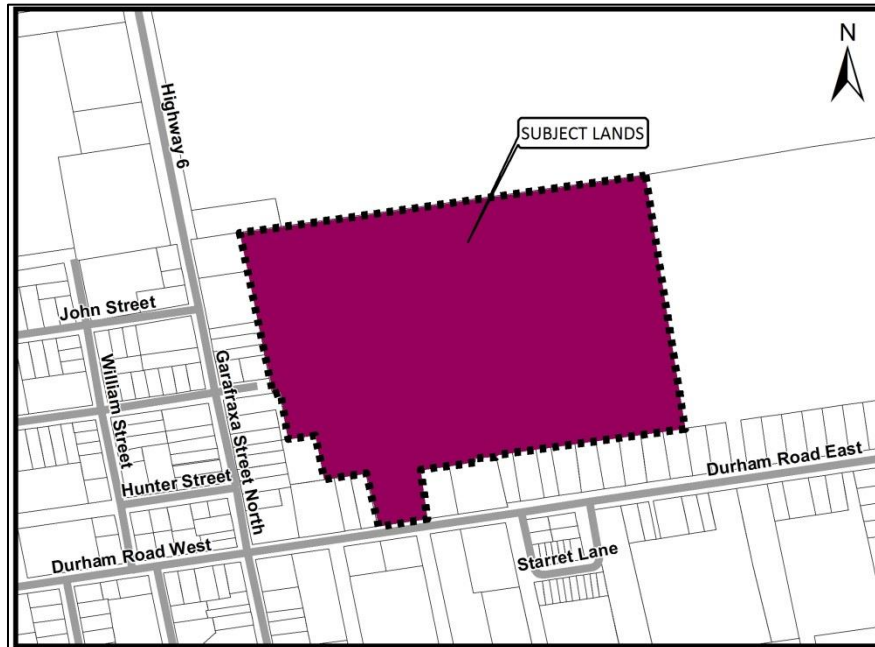 N
Highway 6
SUBJECT LANDS
John Street
William Street
Garafraxa Street North
Hunter Street
Durham Road East
Durham Road West
Starret Lane